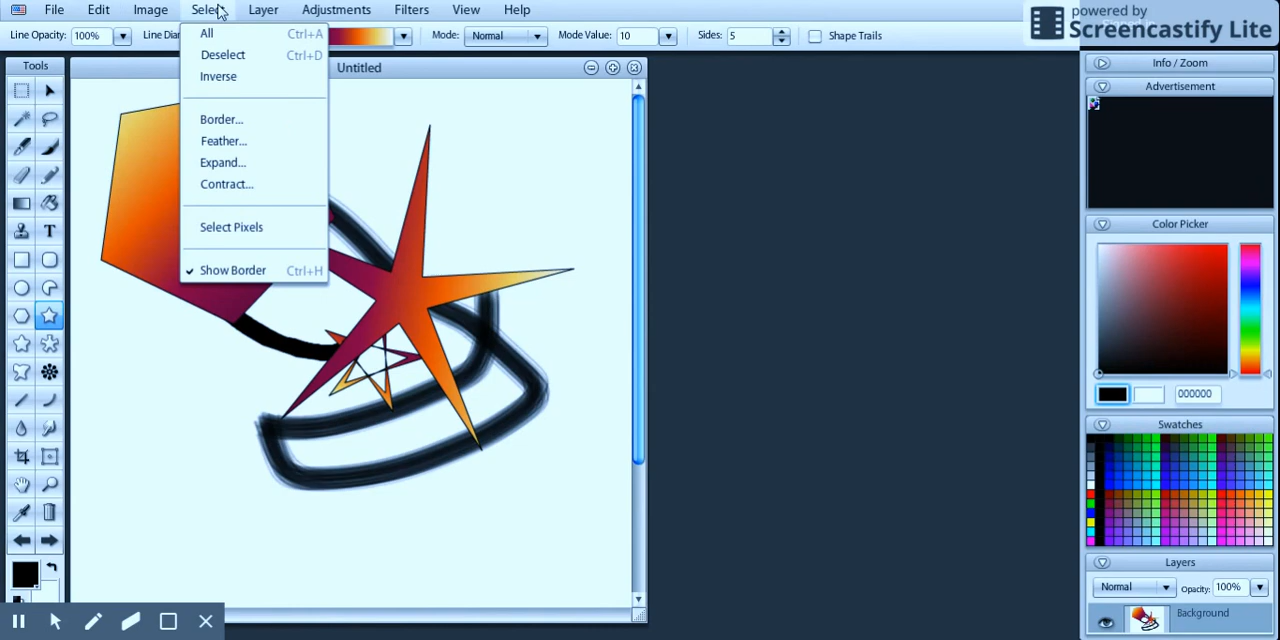 File Edit Image Select Layer Adjustments Filters View Help
powered by
Screencastify Lite
Line Opacity: 100% Line Dia Mode: Normal Mode Value: 10 Sides: 5 Shape Trails
Tools
Untitled
All Ctrl+A
Deselect Ctrl+D
Inverse
Border...
Feather...
Expand...
Contract...
Select Pixels
Show Border Ctrl+H
T
Info / Zoom
Advertisement
Color Picker
000000
Swatches
Layers
Normal Opacity: 100%
Background